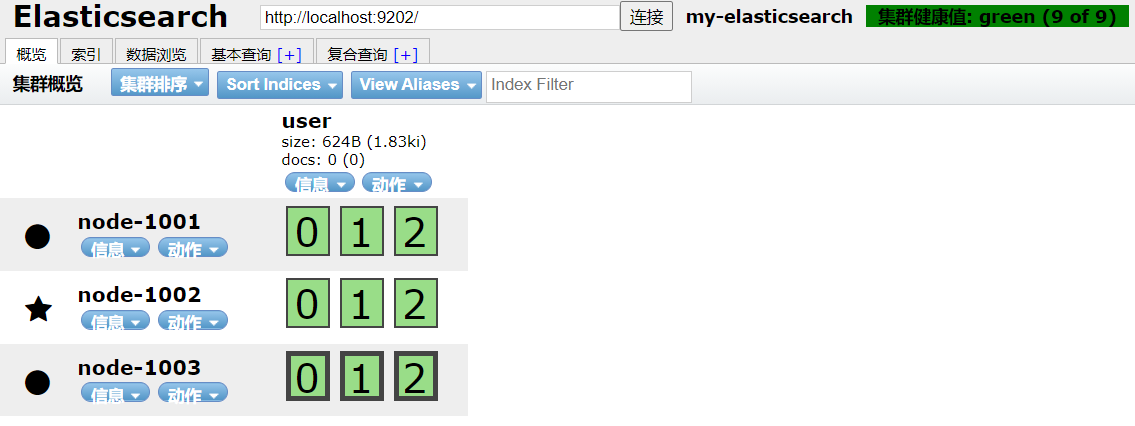 Elasticsearch http://localhost:9202/ 连接 my-elasticsearch 集群健康值: green (9 of 9)
概览 索引 数据浏览 基本查询 [+] 复合查询 [+]
集群概览 集群排序 Sort Indices View Aliases Index Filter
user
size: 624B (1.83ki)
docs: 0 (0)
信息 动作
node-1001 0 1 2
信息 动作
node-1002 0 1 2
信息 动作
node-1003 0 1 2
信息 动作